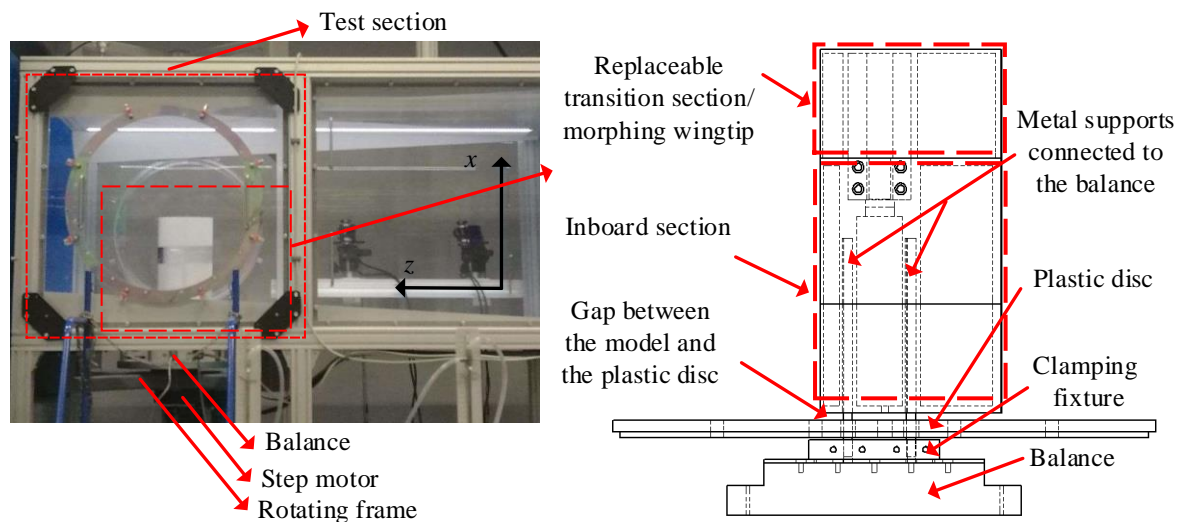 Test section
x
z
Balance
Step motor
Rotating frame
Replaceable
transition section/
morphing wingtip
Metal supports
connected to
the balance
Inboard section
Gap between
the model and
the plastic disc
Plastic disc
Clamping
fixture
Balance